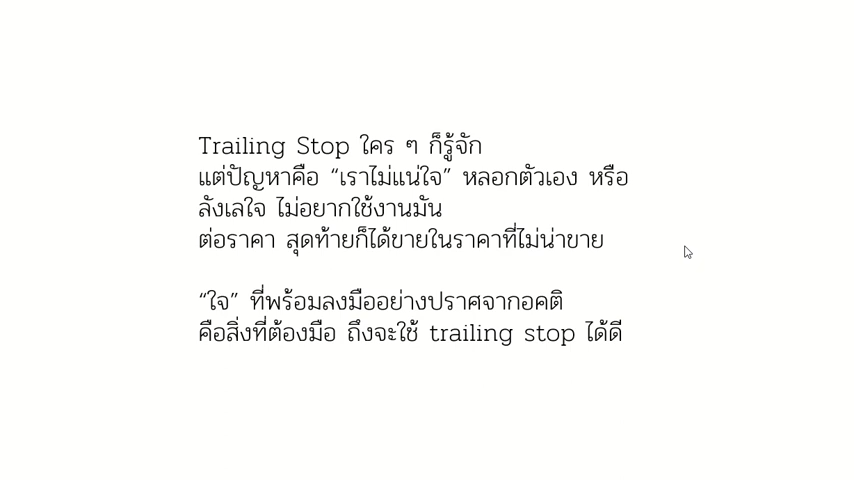 Trailing Stop ใคร ๆ ก็รู้จัก
แต่ปัญหาคือ “เราไม่แน่ใจ” หลอกตัวเอง หรือ
ลังเลใจ ไม่อยากใช้งานมัน
ต่อราคา สุดท้ายก็ได้ขายในราคาที่ไม่น่าขาย
“ใจ” ที่พร้อมลงมืออย่างปราศจากอคติ
คือสิ่งที่ต้องมือ ถึงจะใช้ trailing stop ได้ดี